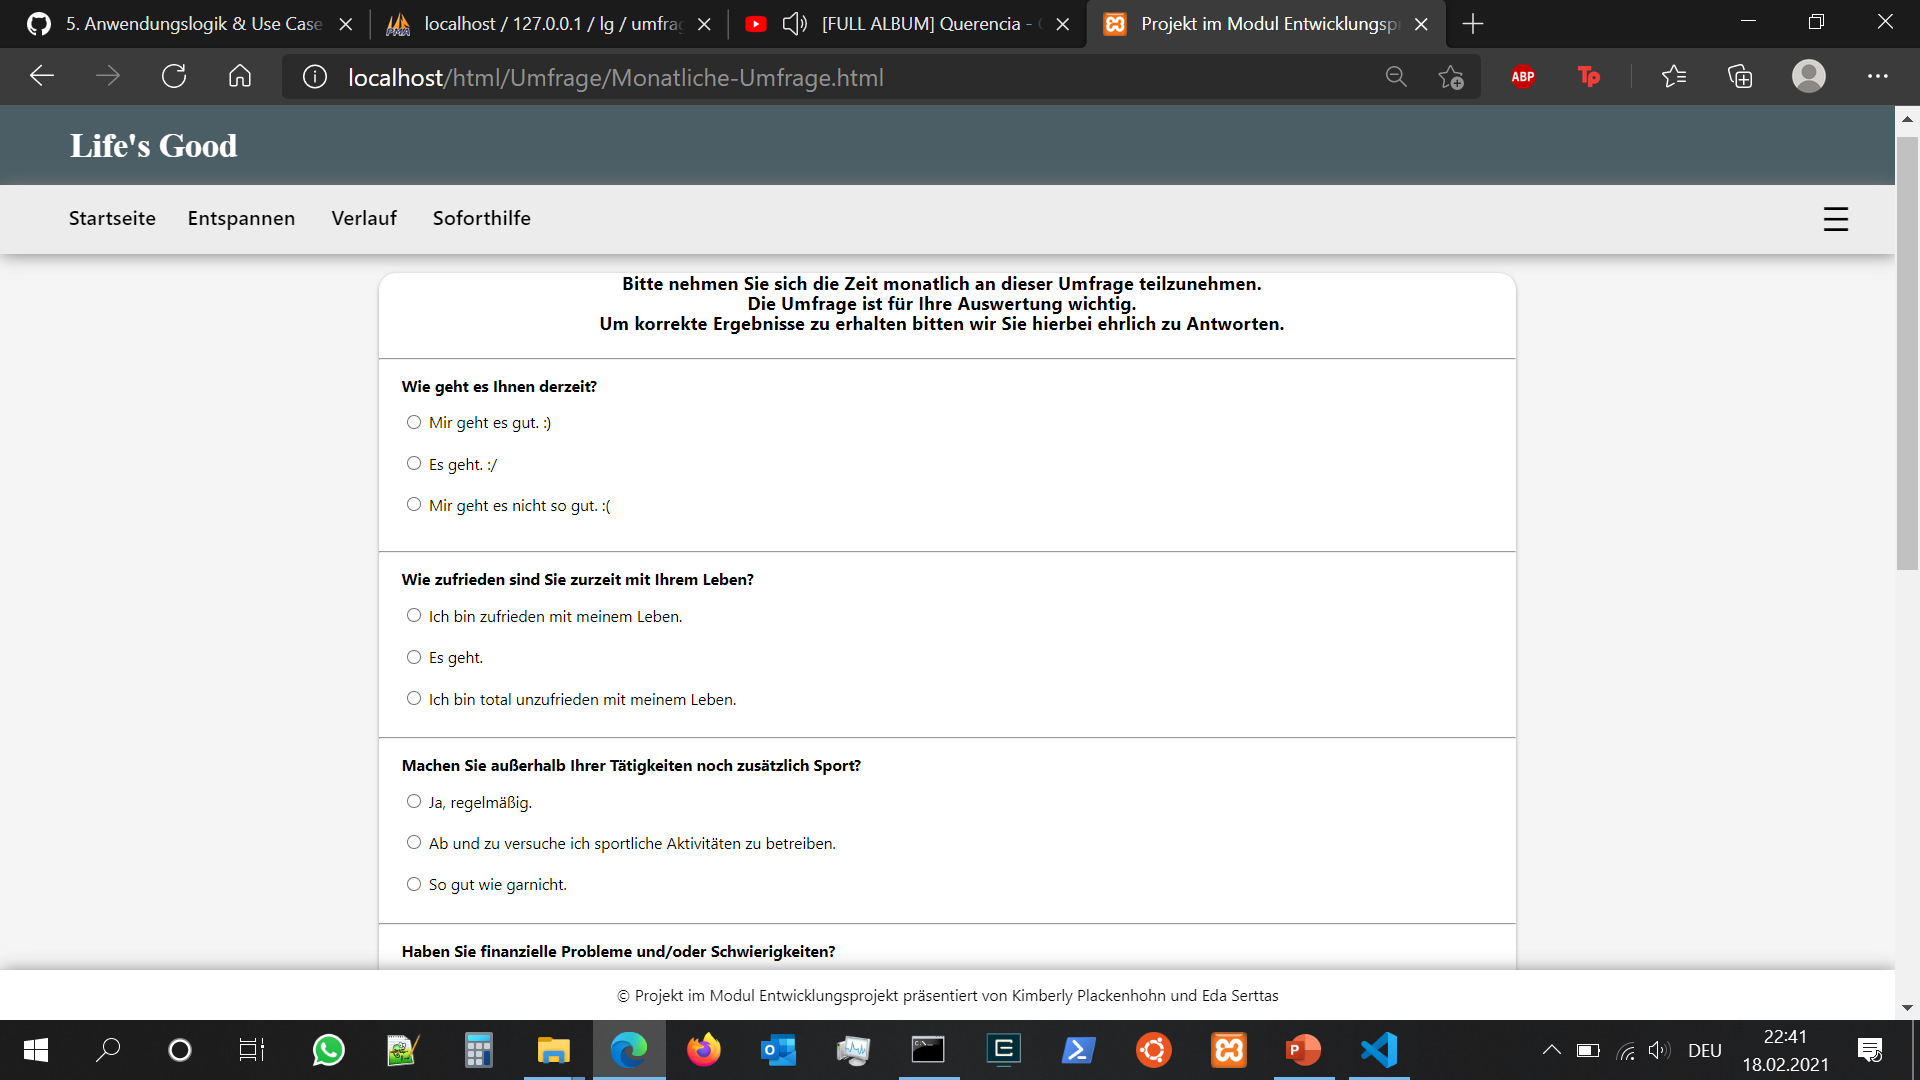 5. Anwendungslogik & Use Case
localhost / 127.0.0.1 / lg / umfrag
[FULL ALBUM] Querencia -
Projekt im Modul Entwicklungsp
localhost/html/Umfrage/Monatliche-Umfrage.html
ABP
Tp
Life's Good
Startseite
Entspannen
Verlauf
Soforthilfe
Bitte nehmen Sie sich die Zeit monatlich an dieser Umfrage teilzunehmen.
Die Umfrage ist für Ihre Auswertung wichtig.
Um korrekte Ergebnisse zu erhalten bitten wir Sie hierbei ehrlich zu Antworten.
Wie geht es Ihnen derzeit?
Mir geht es gut. :)
Es geht. :/
Mir geht es nicht so gut. :(
Wie zufrieden sind Sie zurzeit mit Ihrem Leben?
Ich bin zufrieden mit meinem Leben.
Es geht.
Ich bin total unzufrieden mit meinem Leben.
Machen Sie außerhalb Ihrer Tätigkeiten noch zusätzlich Sport?
Ja, regelmäßig.
Ab und zu versuche ich sportliche Aktivitäten zu betreiben.
So gut wie garnicht.
Haben Sie finanzielle Probleme und/oder Schwierigkeiten?
© Projekt im Modul Entwicklungsprojekt präsentiert von Kimberly Plackenhohn und Eda Serttas
DEU
22:41
18.02.2021